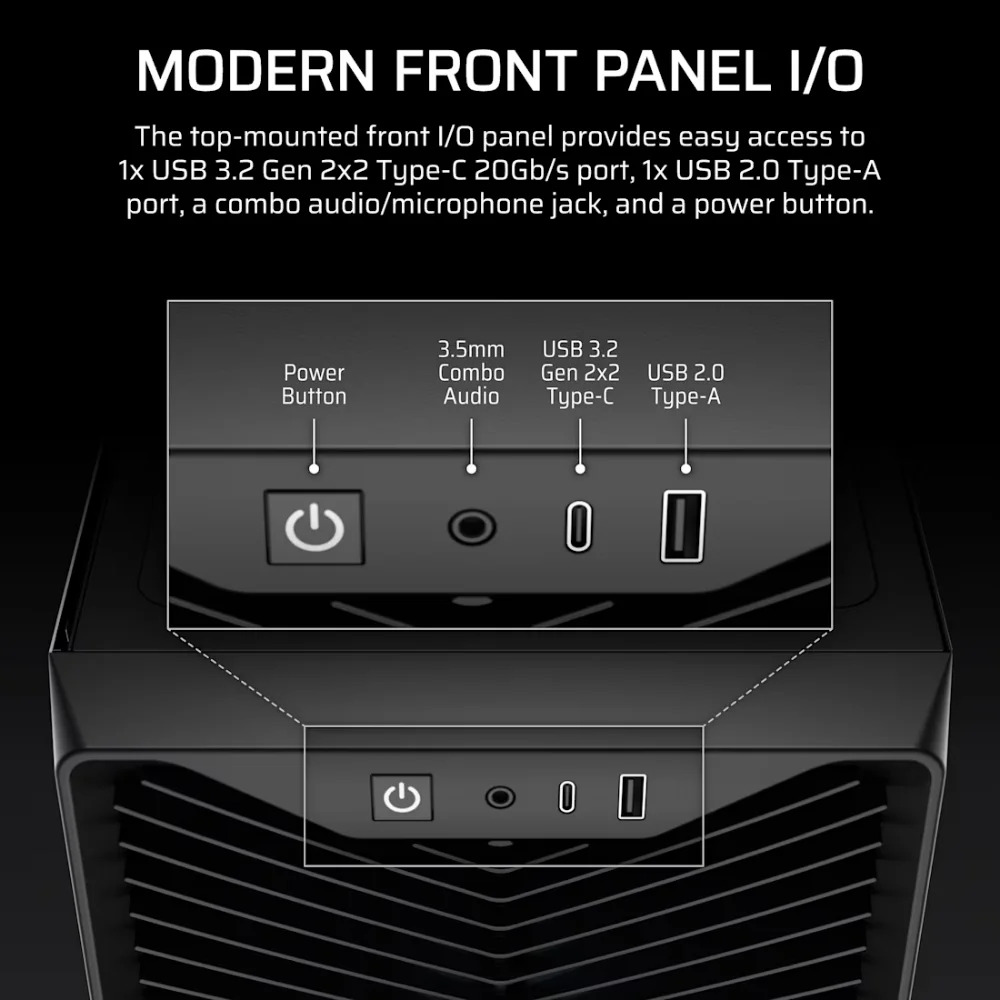 MODERN FRONT PANEL I/O
The top-mounted front I/O panel provides easy access to
1x USB 3.2 Gen 2x2 Type-C 20Gb/s port, 1x USB 2.0 Type-A
port, a combo audio/microphone jack, and a power button.
Power
Button
3.5mm
Combo
Audio
USB 3.2
Gen 2x2
Type-C
USB 2.0
Type-A